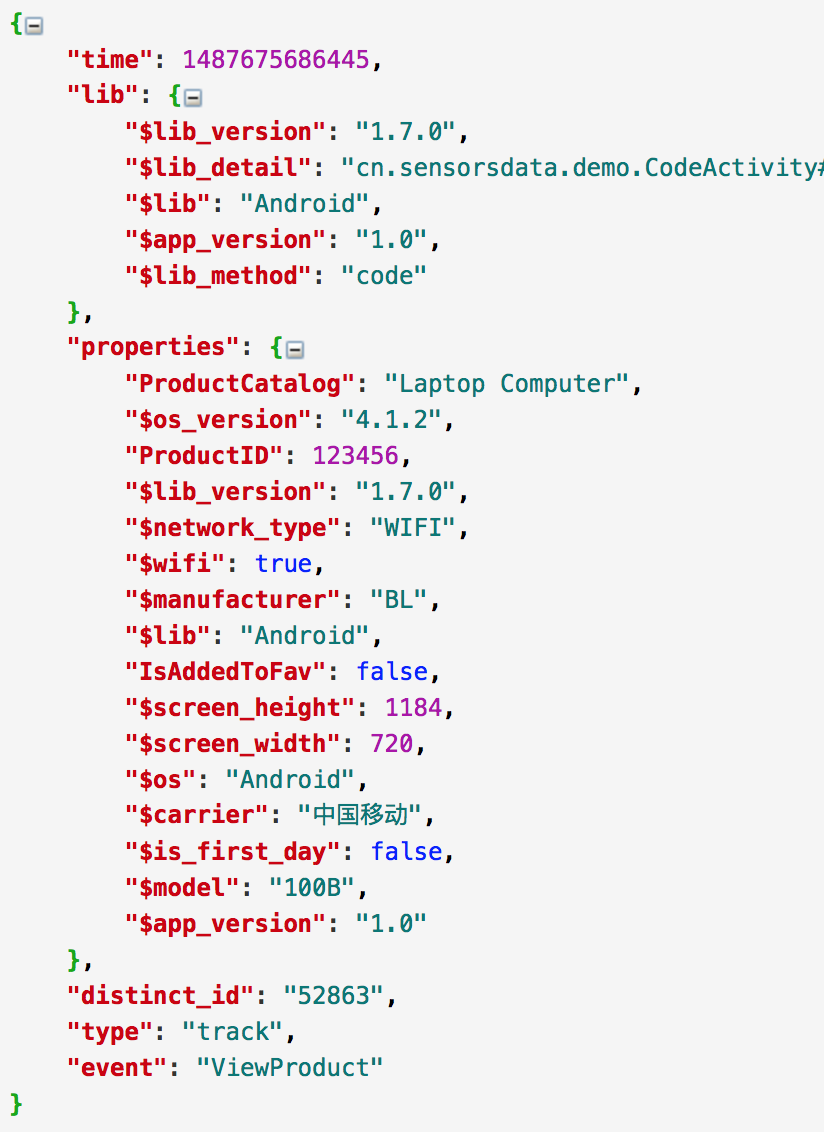 {
"time": 1487675686445,
"lib": {
"$lib_version": "1.7.0",
"$lib_detail": "cn.sensorsdata.demo.CodeActivity#
"$lib": "Android",
"$app_version": "1.0",
"$lib_method": "code"
},
"properties": {
"ProductCatalog": "Laptop Computer",
"$os_version": "4.1.2",
"ProductID": 123456,
"$lib_version": "1.7.0",
"$network_type": "WIFI",
"$wifi": true,
"$manufacturer": "BL",
"$lib": "Android",
"IsAddedToFav": false,
"$screen_height": 1184,
"$screen_width": 720,
"$os": "Android",
"$carrier": "中国移动",
"$is_first_day": false,
"$model": "100B",
"$app_version": "1.0"
},
"distinct_id": "52863",
"type": "track",
"event": "ViewProduct"
}